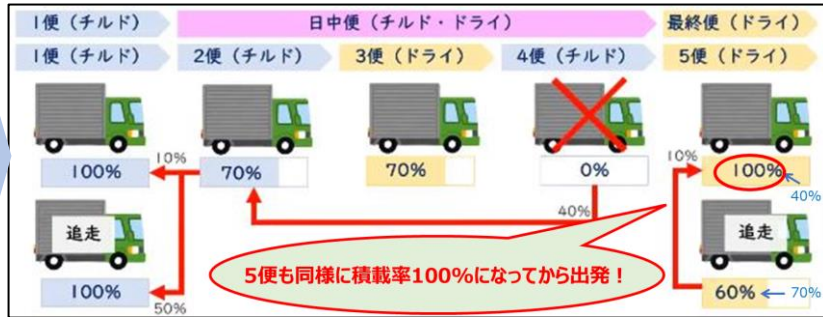 1便（チルド）
日中便（チルド・ドライ）
最終便（ドライ）
1便（チルド）
2便（チルド）
3便（ドライ）
4便（チルド）
5便（ドライ）
100%
10%
70%
70%
0%
10%
100%
40%
40%
追走
追走
5便も同様に積載率100%になってから出発！
100%
50%
60%
70%